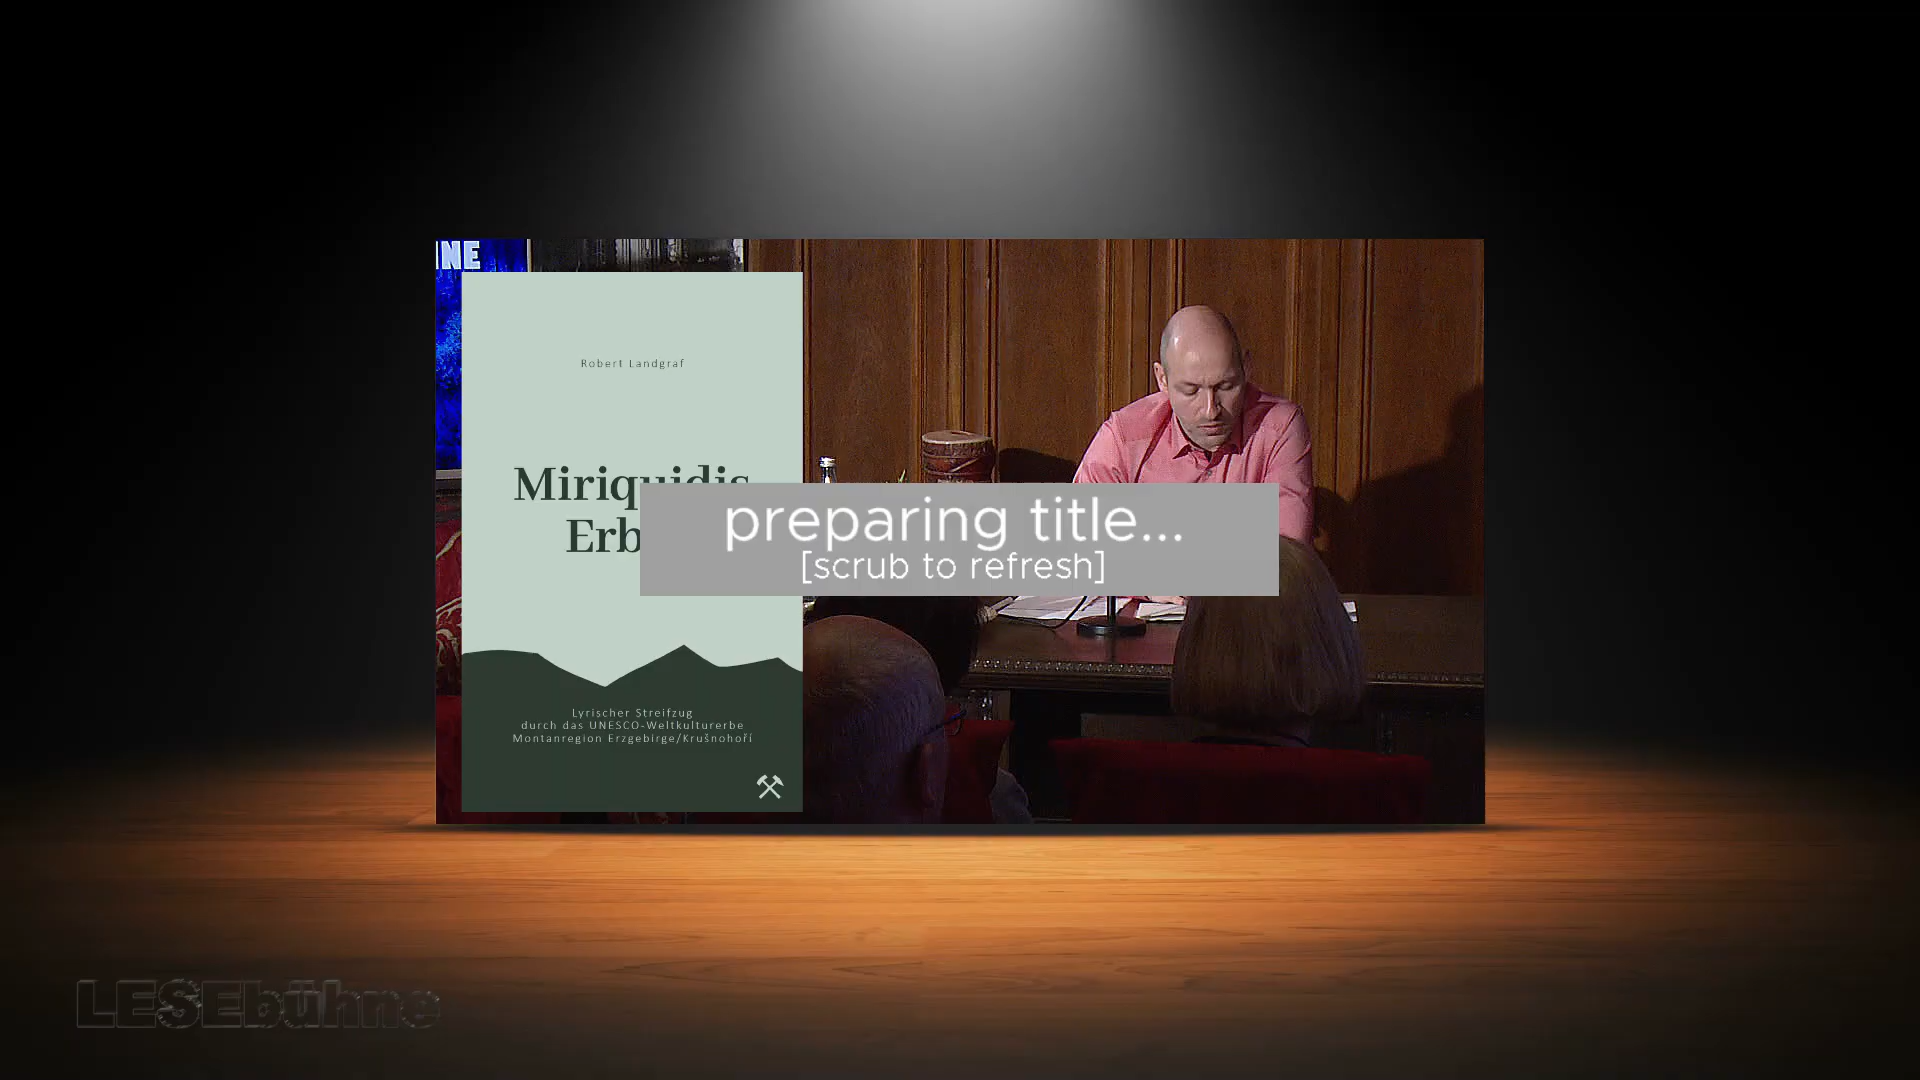 NE
Robert Landgraf
Miriquidis
preparing title...
[scrub to refresh]
Lyrischer Streifzug
durch das UNESCO-Weltkulturerbe
Montanregion Erzgebirge/Krušnohoří
LESEbühne